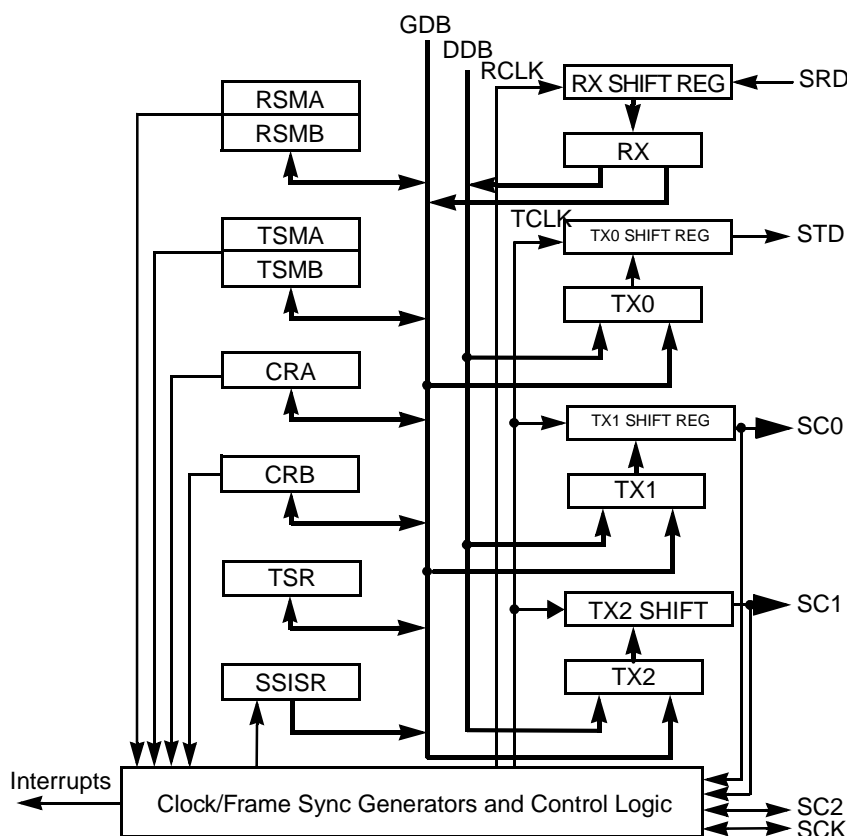 GDB
DDB
RCLK
RX SHIFT REG
SRD
RSMA
RSMB
RX
TCLK
TX0 SHIFT REG
STD
TSMA
TSMB
TX0
CRA
TX1 SHIFT REG
SC0
CRB
TX1
TSR
TX2 SHIFT
SC1
SSISR
TX2
Interrupts
Clock/Frame Sync Generators and Control Logic
SC2
SCK